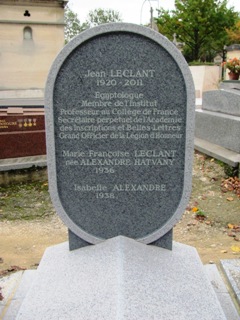 Jean LECLANT
1920 - 2011
Egyptologue
Membre de l'Institut
Professeur au Collège de France
Secrétaire perpétuel de l'Académie
des Inscriptions et Belles-Lettres
Grand Officier de la Légion d'Honneur
Marie Françoise LECLANT
née ALEXANDRE HATVANY
1936
Isabelle ALEXANDRE
1938